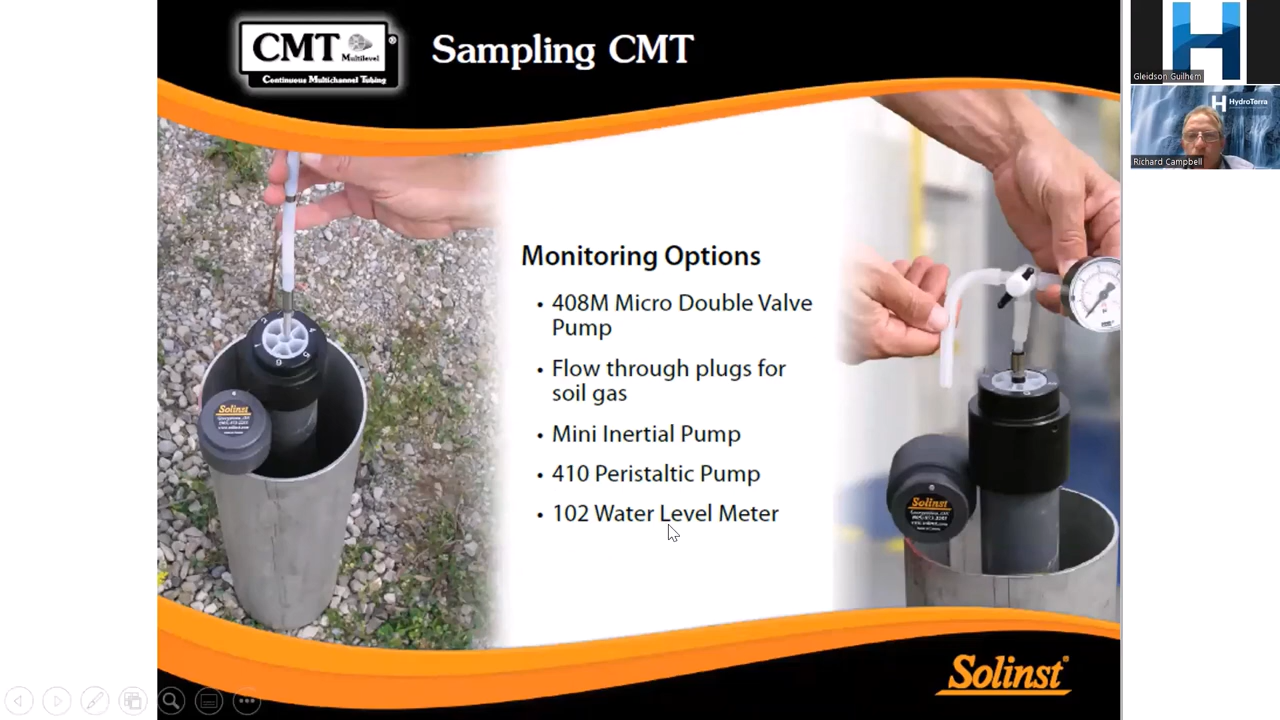 CMT
Multilevel
®
Continuous Multichannel Tubing
Sampling CMT
Monitoring Options
• 408M Micro Double Valve
Pump
• Flow through plugs for
soil gas
• Mini Inertial Pump
• 410 Peristaltic Pump
• 102 Water Level Meter
Solinst
Solinst
Solinst®
Gleidson Guilhem
HydroTerra
Richard Campbell